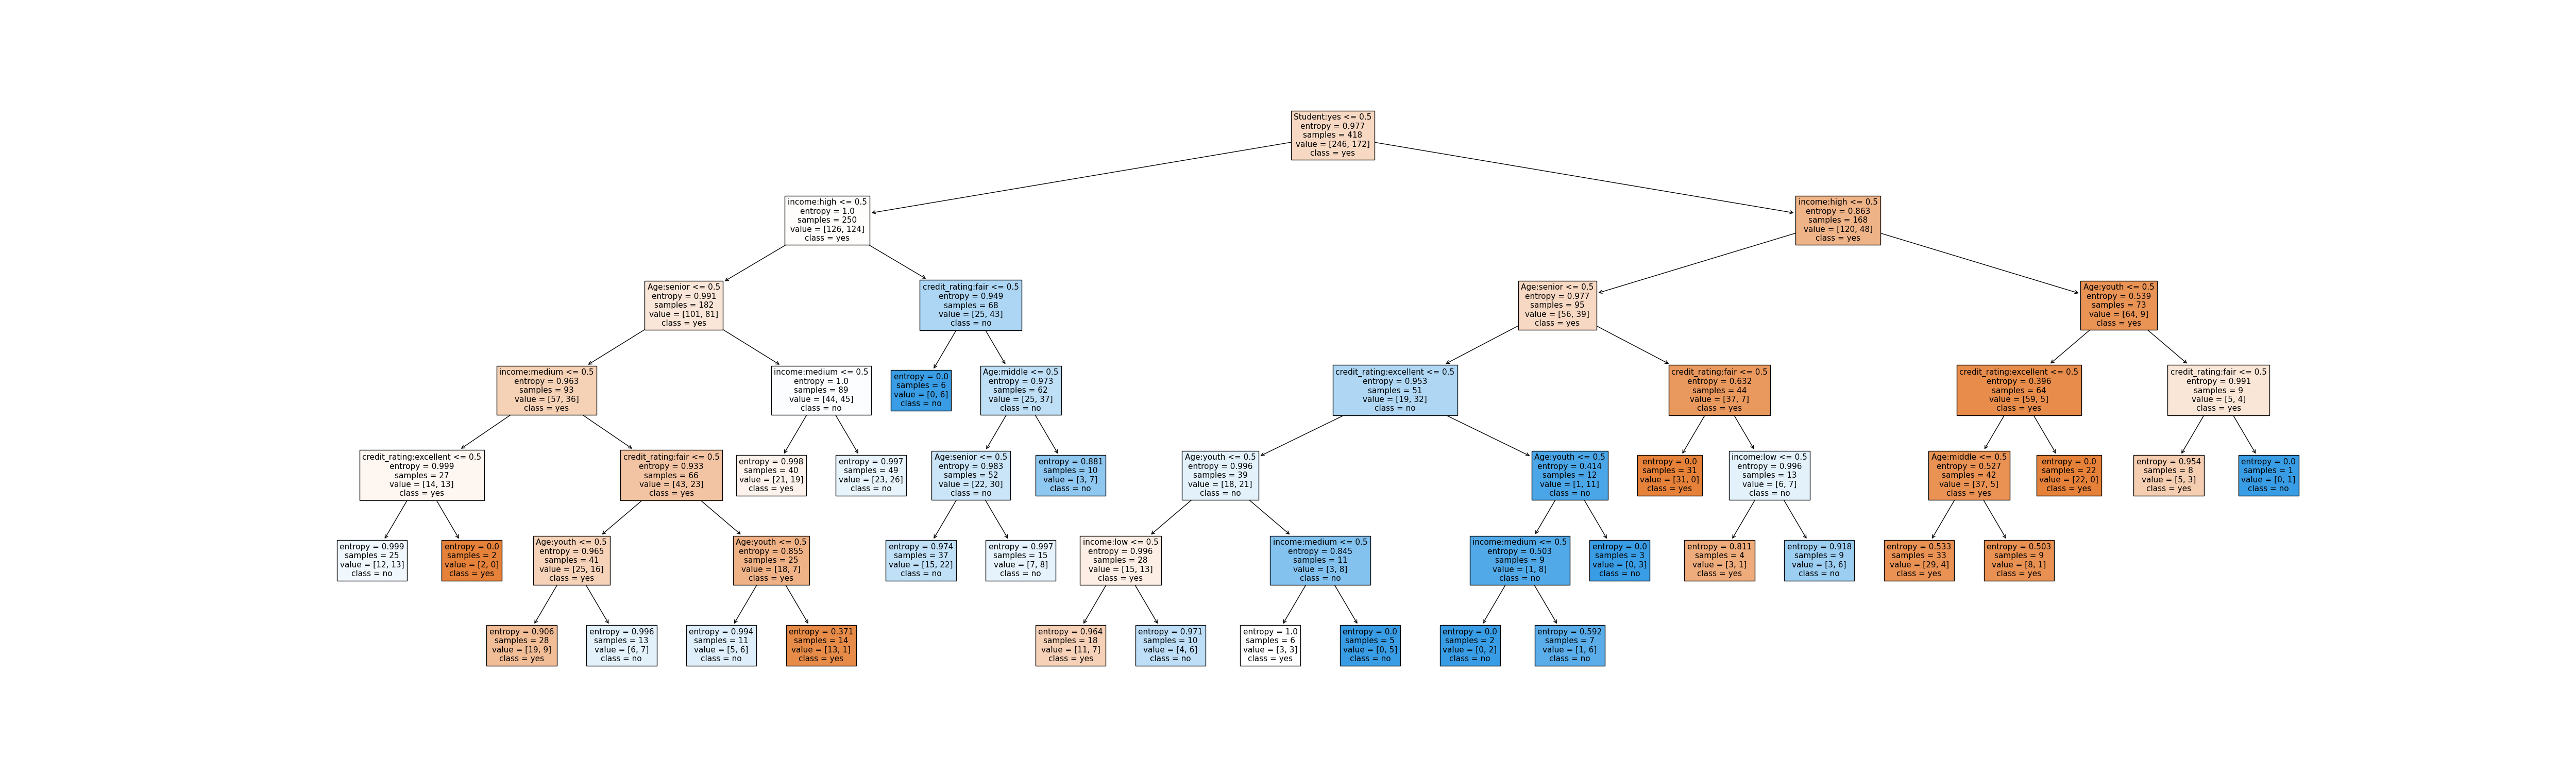 Student:yes <= 0.5
entropy = 0.977
samples = 418
value = [246, 172]
class = yes
income:high <= 0.5
entropy = 1.0
samples = 250
value = [126, 124]
class = yes
income:high <= 0.5
entropy = 0.863
samples = 168
value = [120, 48]
class = yes
Age:senior <= 0.5
entropy = 0.991
samples = 182
value = [101, 81]
class = yes
credit_rating:fair <= 0.5
entropy = 0.949
samples = 68
value = [25, 43]
class = no
Age:senior <= 0.5
entropy = 0.977
samples = 95
value = [56, 39]
class = yes
Age:youth <= 0.5
entropy = 0.539
samples = 73
value = [64, 9]
class = yes
income:medium <= 0.5
entropy = 0.963
samples = 93
value = [57, 36]
class = yes
income:medium <= 0.5
entropy = 1.0
samples = 89
value = [44, 45]
class = no
entropy = 0.0
samples = 6
value = [0, 6]
class = no
Age:middle <= 0.5
entropy = 0.973
samples = 62
value = [25, 37]
class = no
credit_rating:excellent <= 0.5
entropy = 0.953
samples = 51
value = [19, 32]
class = no
credit_rating:fair <= 0.5
entropy = 0.632
samples = 44
value = [37, 7]
class = yes
credit_rating:excellent <= 0.5
entropy = 0.396
samples = 64
value = [59, 5]
class = yes
credit_rating:fair <= 0.5
entropy = 0.991
samples = 9
value = [5, 4]
class = yes
credit_rating:excellent <= 0.5
entropy = 0.999
samples = 27
value = [14, 13]
class = yes
credit_rating:fair <= 0.5
entropy = 0.933
samples = 66
value = [43, 23]
class = yes
entropy = 0.998
samples = 40
value = [21, 19]
class = yes
entropy = 0.997
samples = 49
value = [23, 26]
class = no
Age:senior <= 0.5
entropy = 0.983
samples = 52
value = [22, 30]
class = no
entropy = 0.881
samples = 10
value = [3, 7]
class = no
Age:youth <= 0.5
entropy = 0.996
samples = 39
value = [18, 21]
class = no
Age:youth <= 0.5
entropy = 0.414
samples = 12
value = [1, 11]
class = no
entropy = 0.0
samples = 31
value = [31, 0]
class = yes
income:low <= 0.5
entropy = 0.996
samples = 13
value = [6, 7]
class = no
Age:middle <= 0.5
entropy = 0.527
samples = 42
value = [37, 5]
class = yes
entropy = 0.0
samples = 22
value = [22, 0]
class = yes
entropy = 0.954
samples = 8
value = [5, 3]
class = yes
entropy = 0.0
samples = 1
value = [0, 1]
class = no
entropy = 0.999
samples = 25
value = [12, 13]
class = no
entropy = 0.0
samples = 2
value = [2, 0]
class = yes
Age:youth <= 0.5
entropy = 0.965
samples = 41
value = [25, 16]
class = yes
Age:youth <= 0.5
entropy = 0.855
samples = 25
value = [18, 7]
class = yes
entropy = 0.974
samples = 37
value = [15, 22]
class = no
entropy = 0.997
samples = 15
value = [7, 8]
class = no
income:low <= 0.5
entropy = 0.996
samples = 28
value = [15, 13]
class = yes
income:medium <= 0.5
entropy = 0.845
samples = 11
value = [3, 8]
class = no
income:medium <= 0.5
entropy = 0.503
samples = 9
value = [1, 8]
class = no
entropy = 0.0
samples = 3
value = [0, 3]
class = no
entropy = 0.811
samples = 4
value = [3, 1]
class = yes
entropy = 0.918
samples = 9
value = [3, 6]
class = no
entropy = 0.533
samples = 33
value = [29, 4]
class = yes
entropy = 0.503
samples = 9
value = [8, 1]
class = yes
entropy = 0.906
samples = 28
value = [19, 9]
class = yes
entropy = 0.996
samples = 13
value = [6, 7]
class = no
entropy = 0.994
samples = 11
value = [5, 6]
class = no
entropy = 0.371
samples = 14
value = [13, 1]
class = yes
entropy = 0.964
samples = 18
value = [11, 7]
class = yes
entropy = 0.971
samples = 10
value = [4, 6]
class = no
entropy = 1.0
samples = 6
value = [3, 3]
class = yes
entropy = 0.0
samples = 5
value = [0, 5]
class = no
entropy = 0.0
samples = 2
value = [0, 2]
class = no
entropy = 0.592
samples = 7
value = [1, 6]
class = no